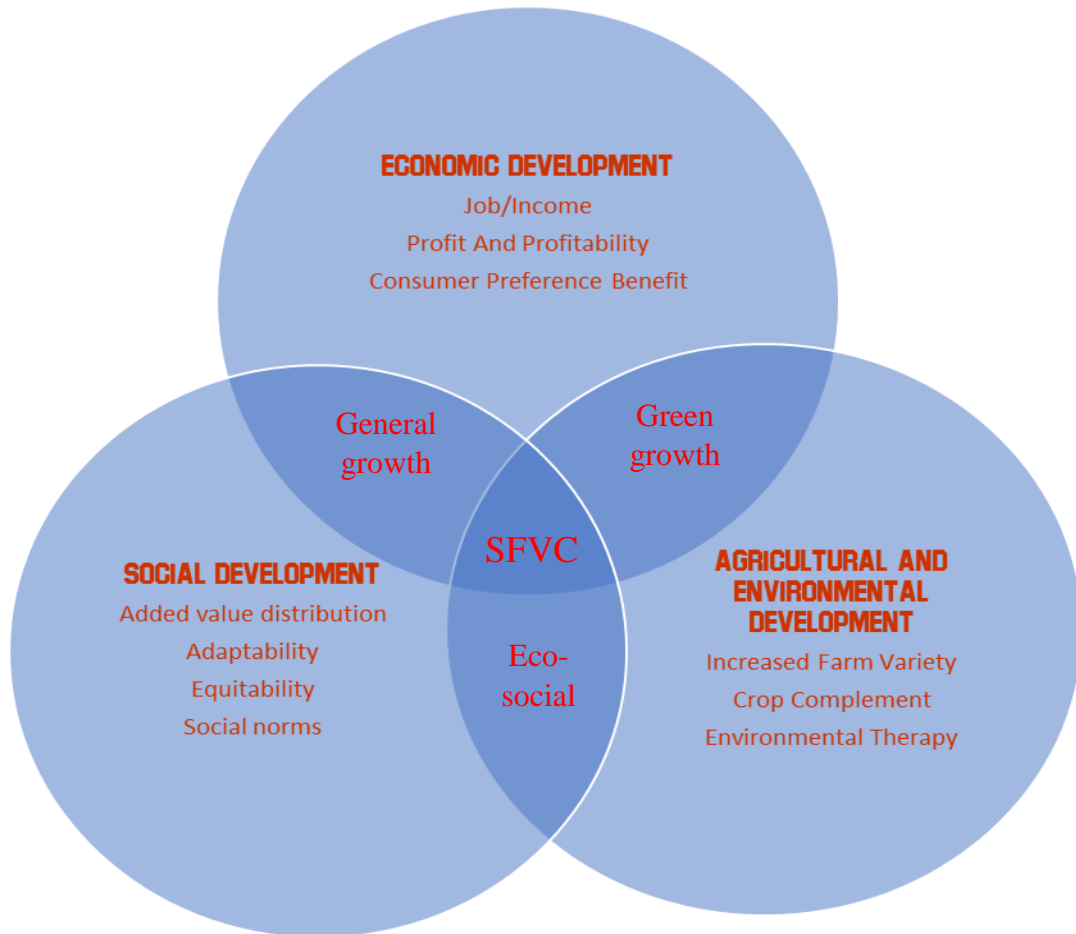 ECONOMIC DEVELOPMENT
Job/Income
Profit And Profitability
Consumer Preference Benefit
General
growth
Green
growth
SFVC
SOCIAL DEVELOPMENT
Added value distribution
Adaptability
Equitability
Social norms
Eco-
social
AGRICULTURAL AND
ENVIRONMENTAL
DEVELOPMENT
Increased Farm Variety
Crop Complement
Environmental Therapy